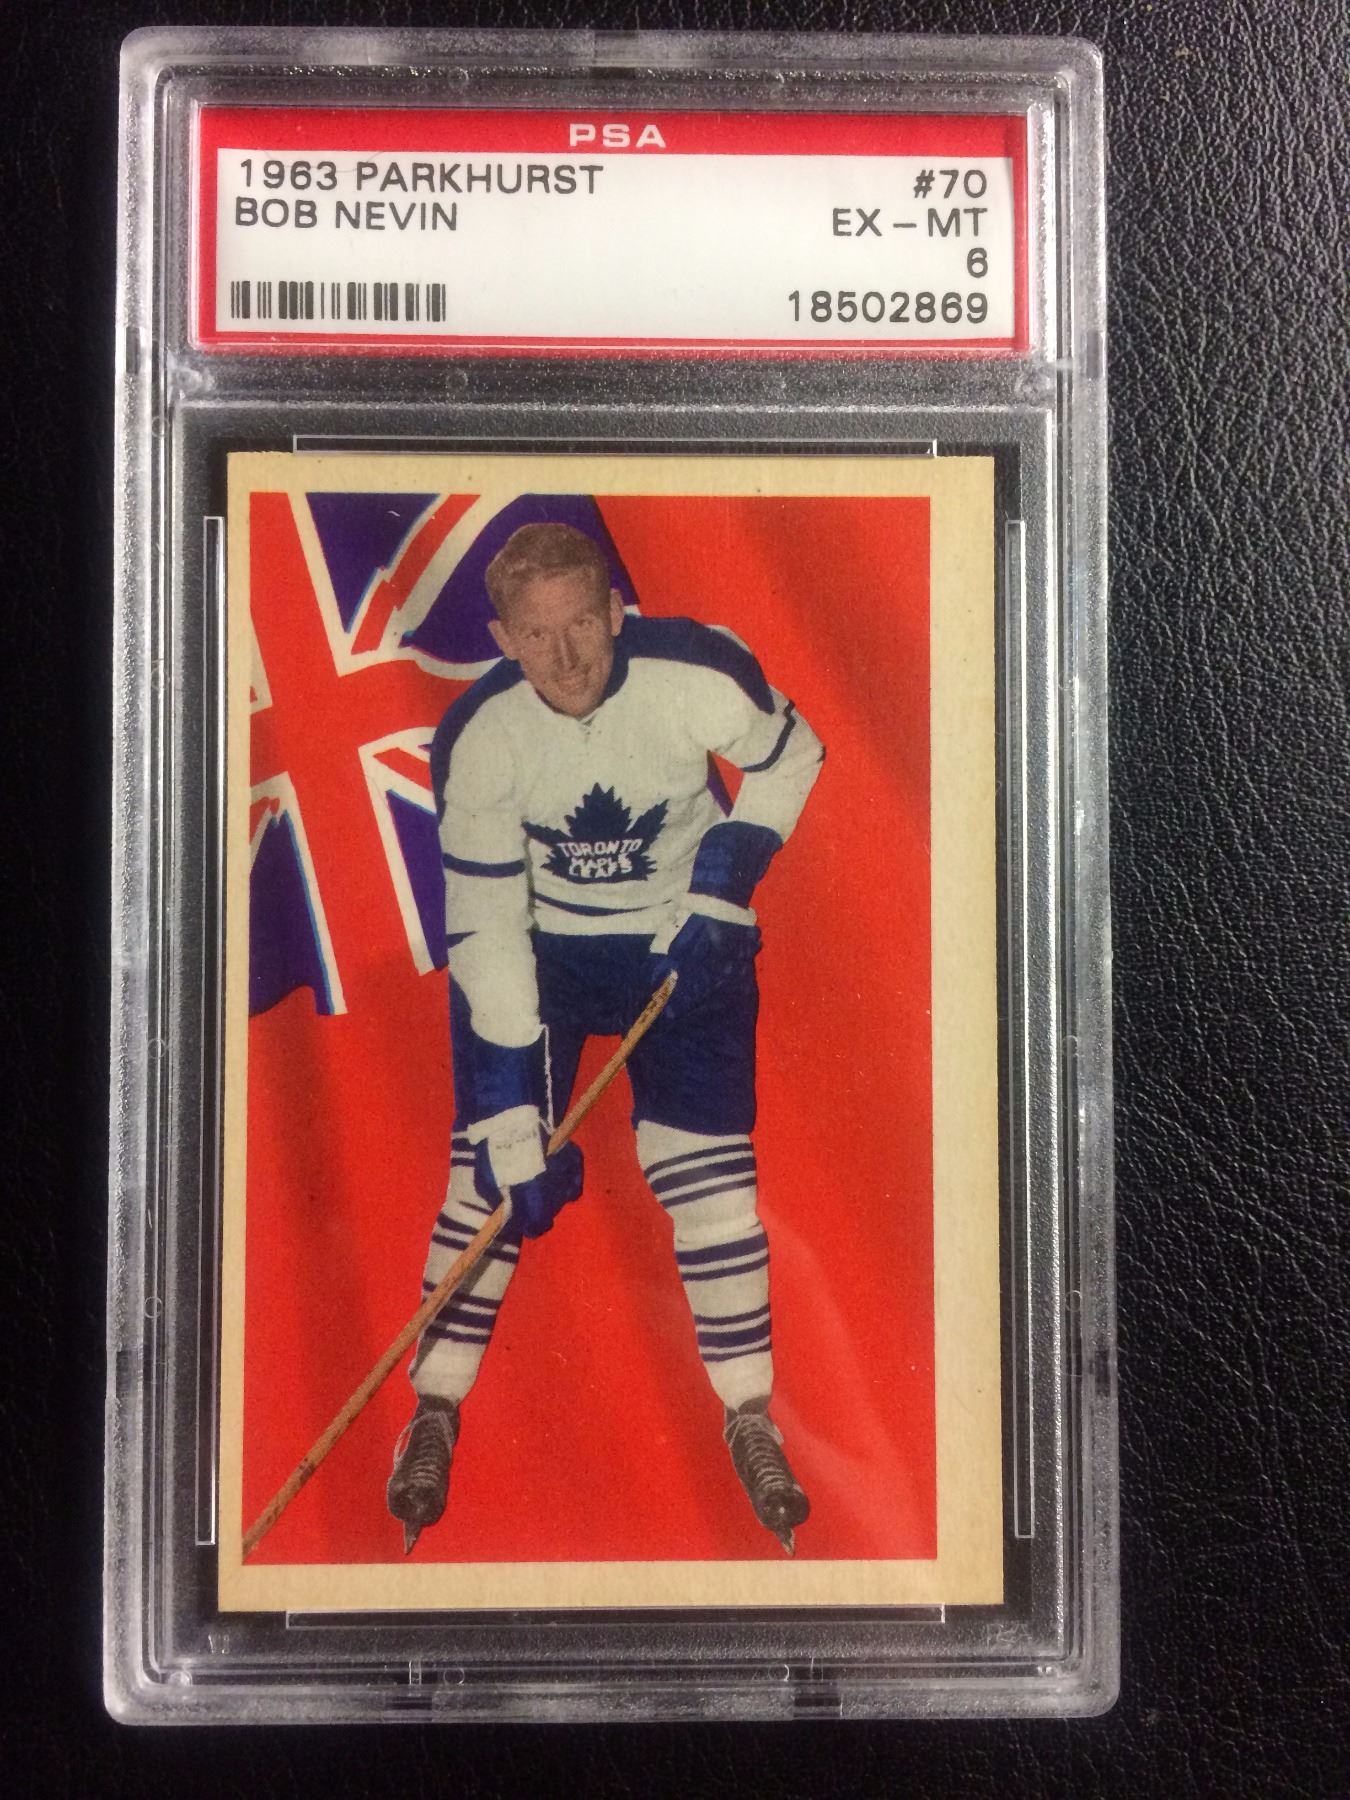 PSA
1963 PARKHURST #70
BOB NEVIN EX - MT
6
18502869
TORONTO
MAPLE
LEAFS